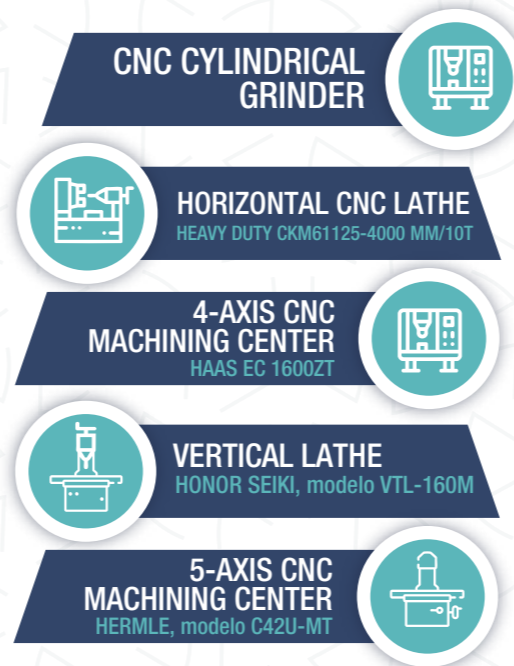 CNC CYLINDRICAL
GRINDER
HORIZONTAL CNC LATHE
HEAVY DUTY CKM61125-4000 MM/10T
4-AXIS CNC
MACHINING CENTER
HAAS EC 1600ZT
VERTICAL LATHE
HONOR SEIKI, modelo VTL-160M
5-AXIS CNC
MACHINING CENTER
HERMLE, modelo C42U-MT